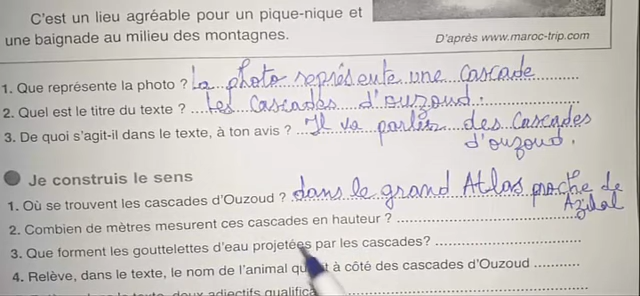 C'est un lieu agréable pour un pique-nique et
une baignade au milieu des montagnes.
D'après www.maroc-trip.com
1. Que représente la photo ? La photo représente une cascade
2. Quel est le titre du texte ? Les Cascades d'ouzoud.
3. De quoi s'agit-il dans le texte, à ton avis ? Il va parler des Cascades
d'ouzoud.
Je construis le sens
1. Où se trouvent les cascades d'Ouzoud ? dans le grand Atlas proche de
Azilal
2. Combien de mètres mesurent ces cascades en hauteur ?
3. Que forment les gouttelettes d'eau projetées par les cascades?
4. Relève, dans le texte, le nom de l'animal à côté des cascades d'Ouzoud
deux adjectifs